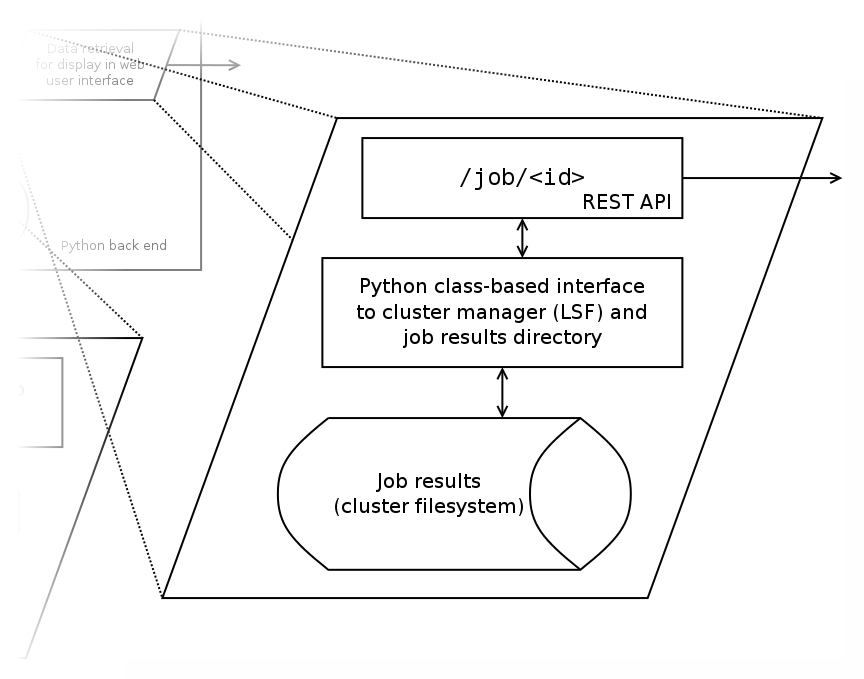 Data retrieval
for display in web
user interface
/job/<id>
REST API
Python back end
Python class-based interface
to cluster manager (LSF) and
job results directory
Job results
(cluster filesystem)